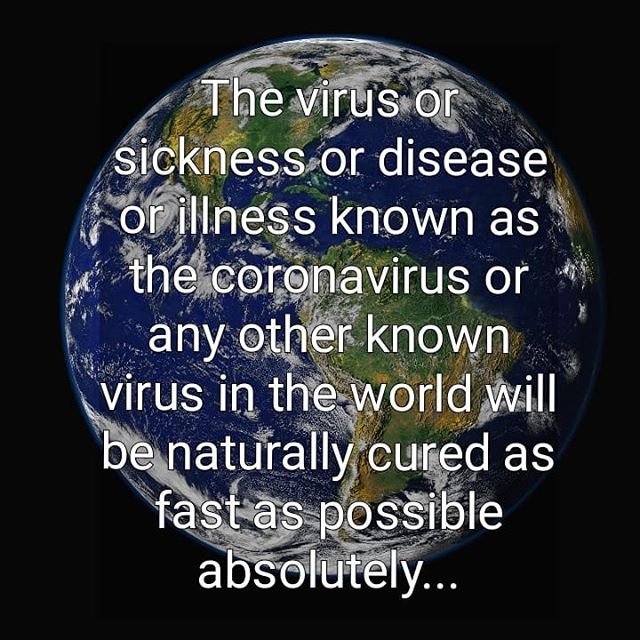 The virus or
sickness or disease
or illness known as
the coronavirus or
any other known
virus in the world will
be naturally cured as
fast as possible
absolutely...